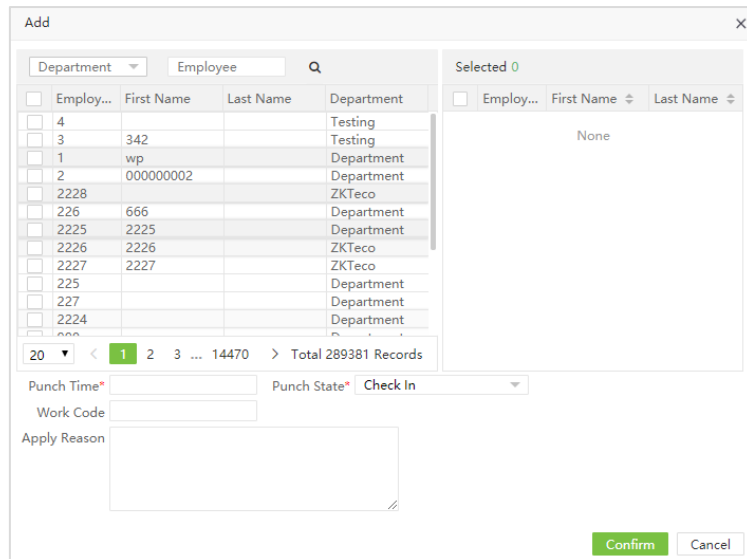 Add
Department Employee
Selected 0
Employ... First Name Last Name Department
Employ... First Name Last Name
None
4 Testing
3 342 Testing
1 wp Department
2 000000002 Department
2228 ZKTeco
226 666 Department
2225 2225 Department
2226 2226 ZKTeco
2227 2227 ZKTeco
225 Department
227 Department
2224 Department
20 < 1 2 3 ... 14470 > Total 289381 Records
Punch Time* Punch State* Check In
Work Code
Apply Reason
Confirm Cancel